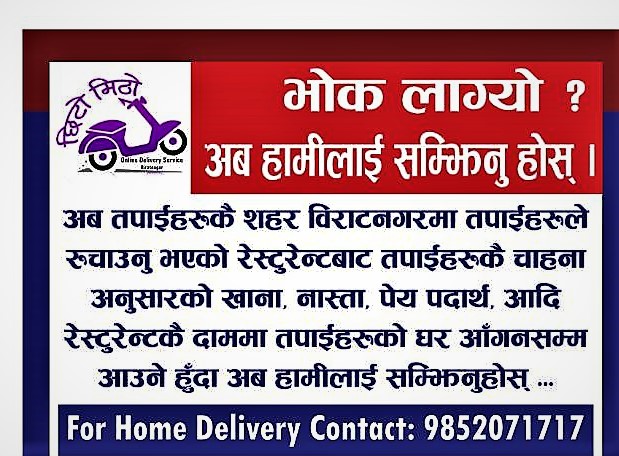 छिटो मिठो
Online Delivery Service
Biratnagar
भोक लाग्यो ?
अब हामीलाई सम्झिनु होस् ।
अब तपाईहरुकै शहर विराटनगरमा तपाईहरुले
रुचाउनु भएको रेस्टुरेन्टबाट तपाईहरुकै चाहना
अनुसारको खाना, नास्ता, पेय पदार्थ, आदि
रेस्टुरेन्टकै दाममा तपाईहरुको घर आँगनसम्म
आउने हुँदा अब हामीलाई सम्झिनुहोस् ...
For Home Delivery Contact: 9852071717